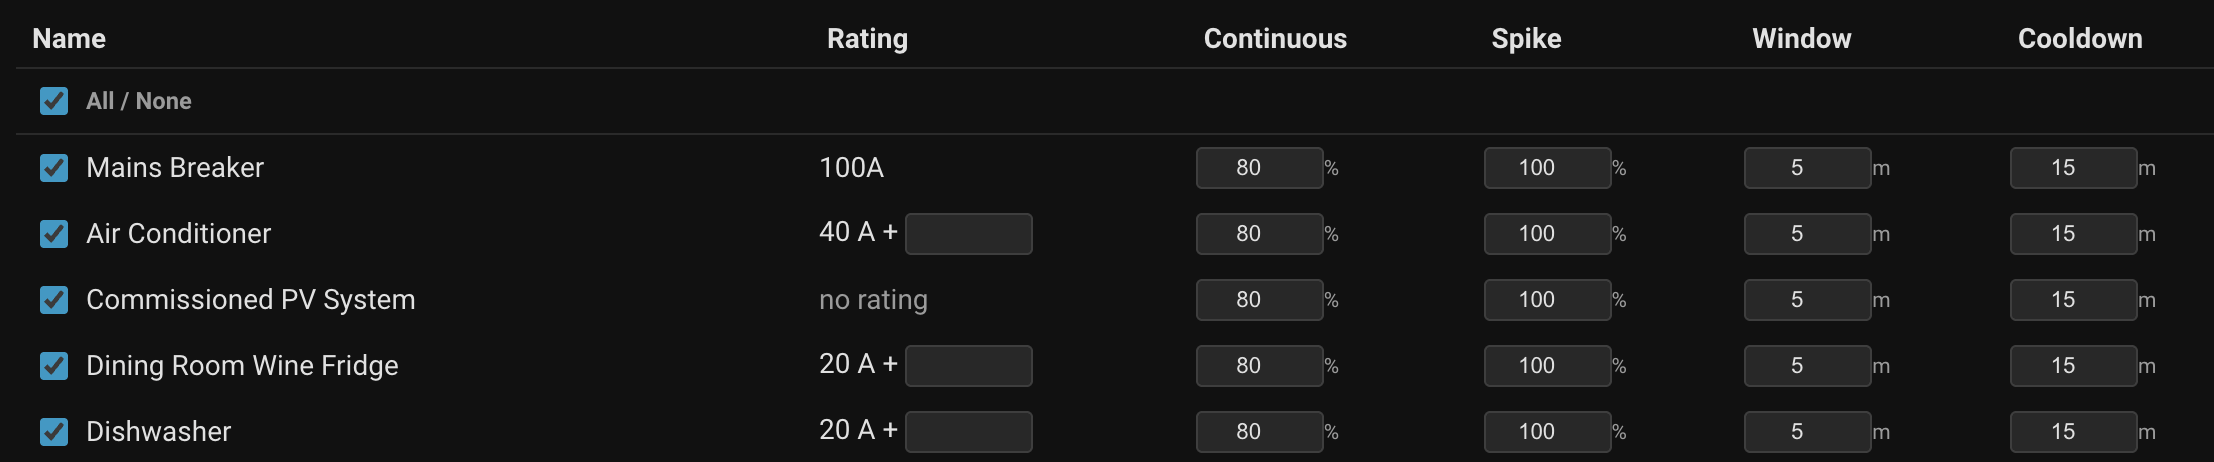 Name Rating Continuous Spike Window Cooldown
All / None
Mains Breaker 100A 80 % 100 % 5 m 15 m
Air Conditioner 40 A + 80 % 100 % 5 m 15 m
Commissioned PV System no rating 80 % 100 % 5 m 15 m
Dining Room Wine Fridge 20 A + 80 % 100 % 5 m 15 m
Dishwasher 20 A + 80 % 100 % 5 m 15 m